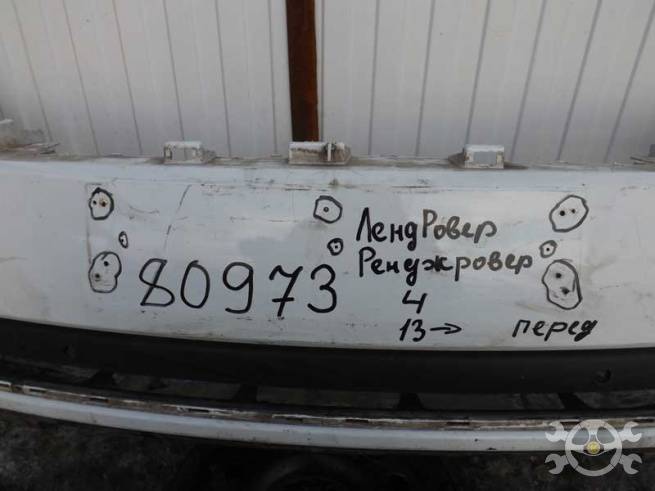 ЛендРовер
Ренджровер
80973
4
13→ перед